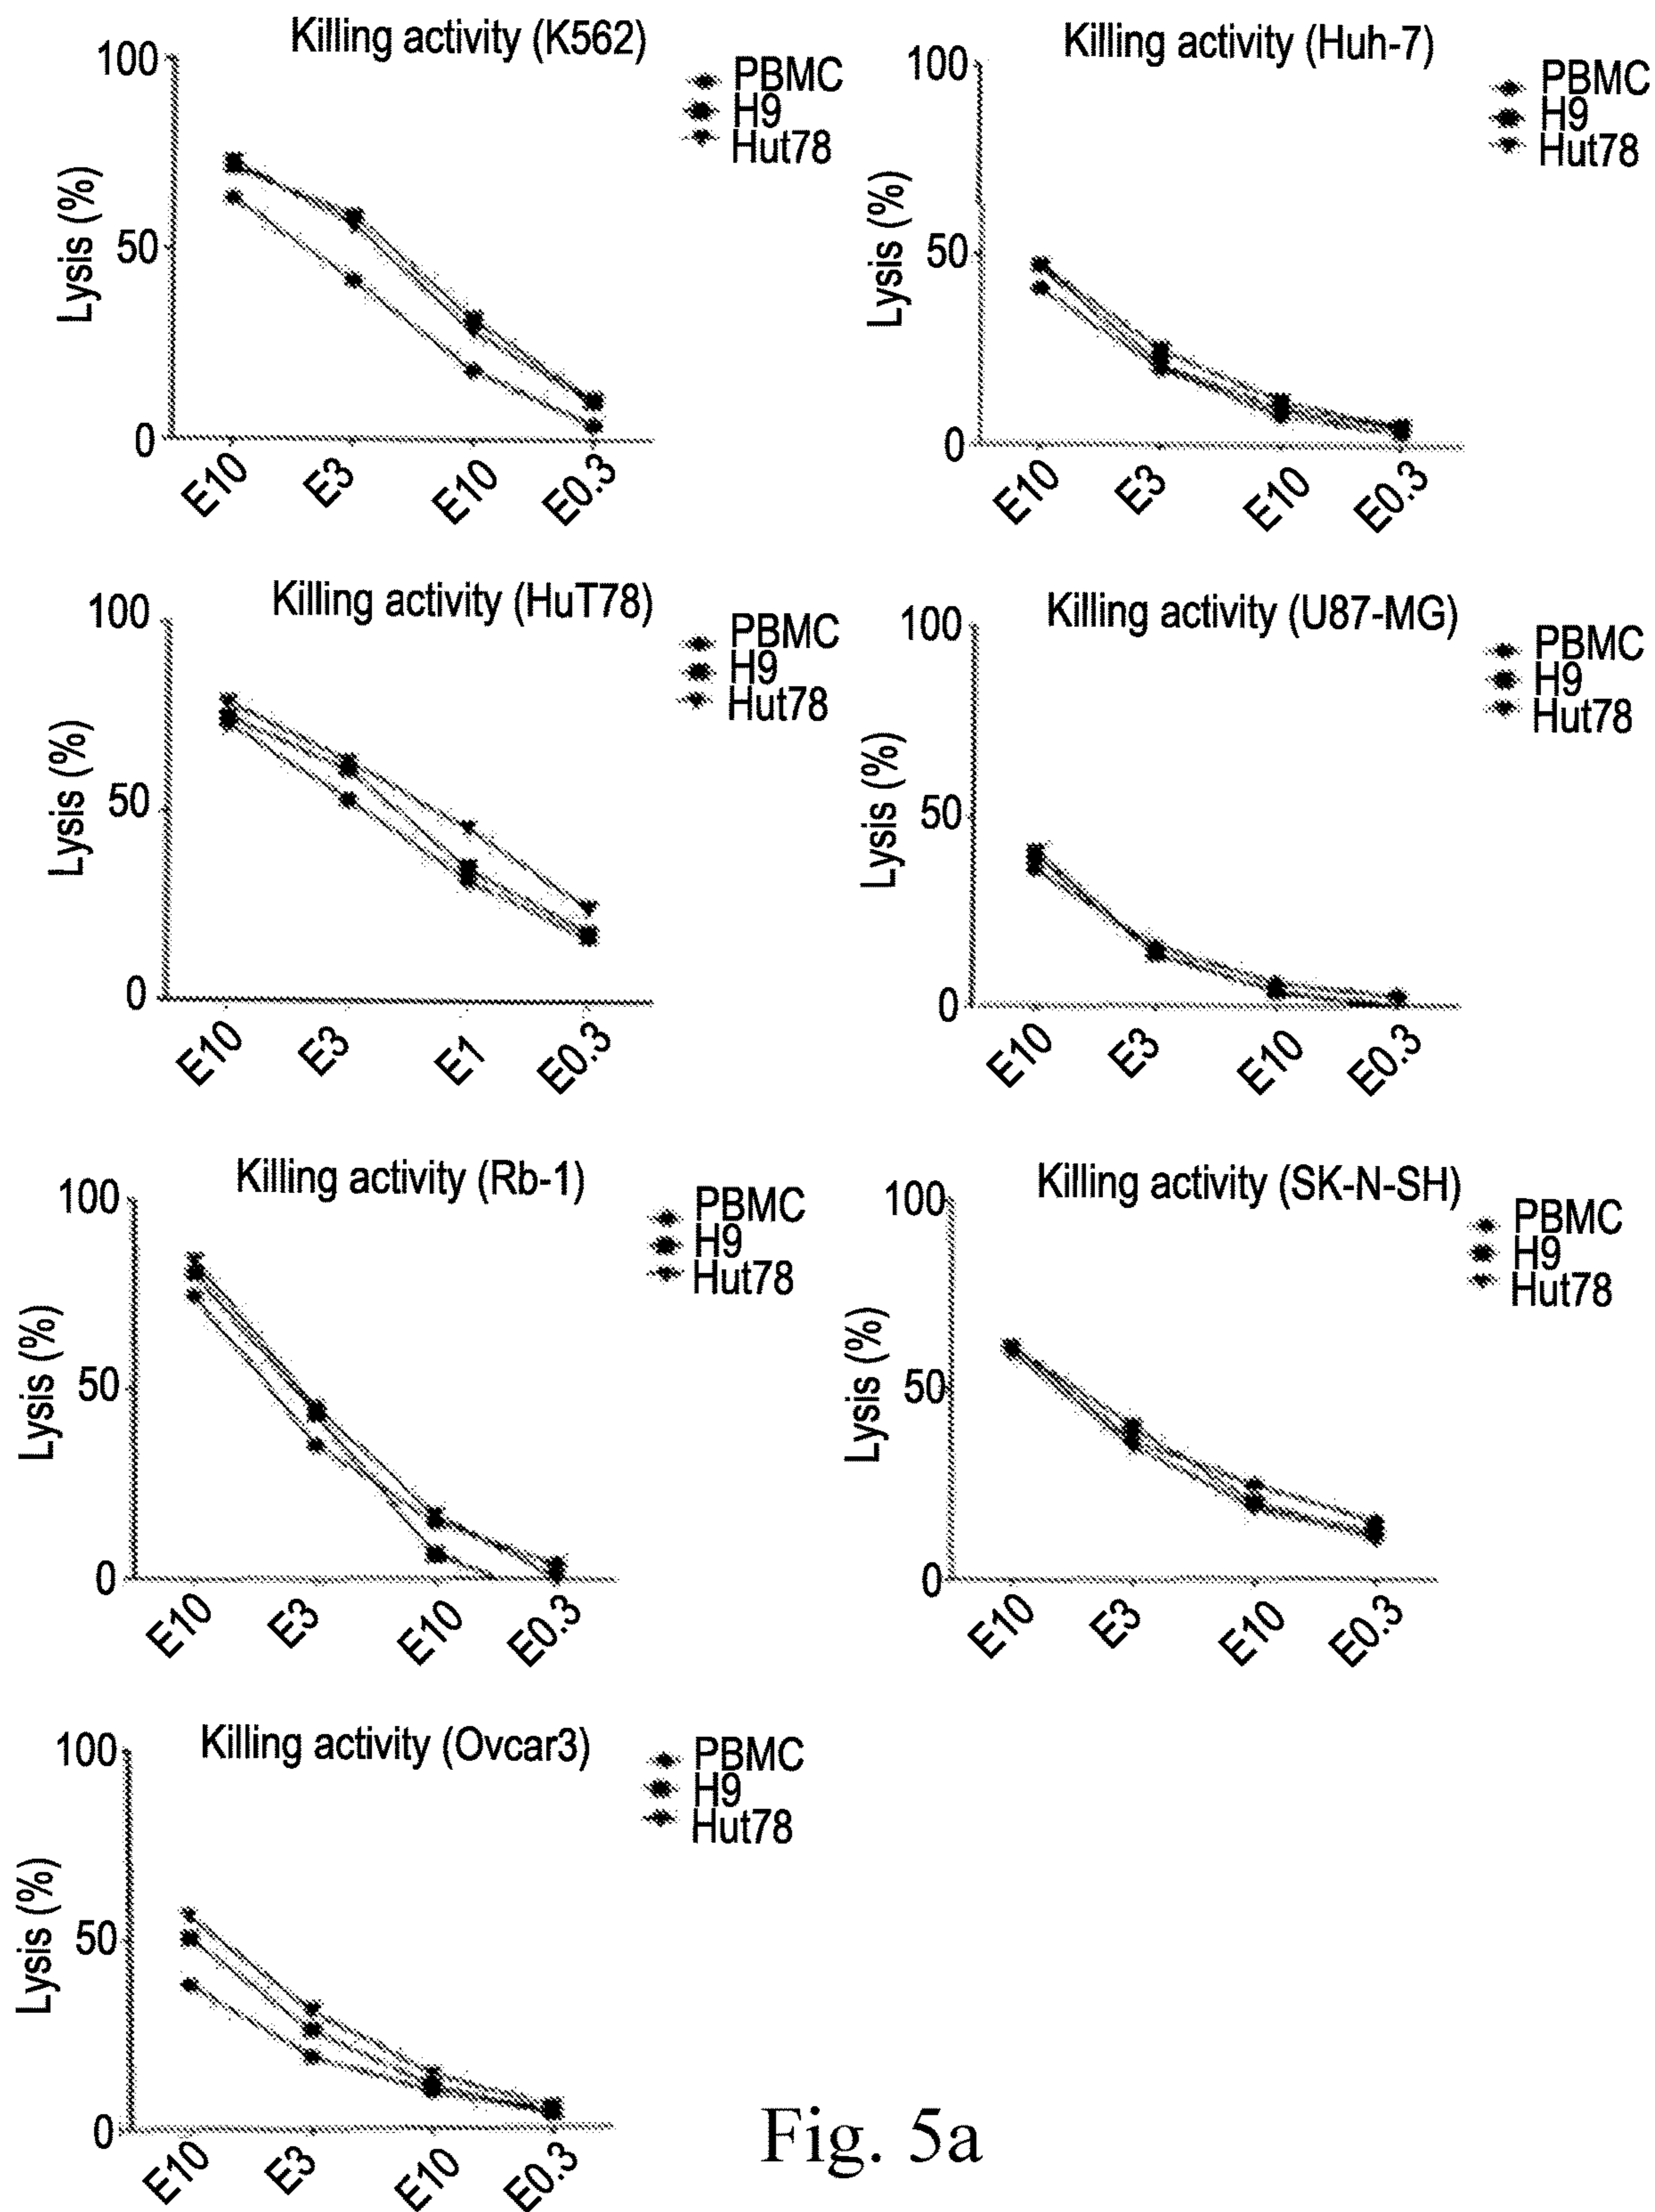 Killing activity (K562)
100
50
0
Lysis (%)
PBMC
H9
Hut78
E10
E3
E10
E0.3
Killing activity (Huh-7)
100
50
0
Lysis (%)
PBMC
H9
Hut78
E10
E3
E10
E0.3
Killing activity (HuT78)
100
50
0
Lysis (%)
PBMC
H9
Hut78
E10
E3
E1
E0.3
Killing activity (U87-MG)
100
50
0
Lysis (%)
PBMC
H9
Hut78
E10
E3
E10
E0.3
Killing activity (Rb-1)
100
50
0
Lysis (%)
PBMC
H9
Hut78
E10
E3
E10
E0.3
Killing activity (SK-N-SH)
100
50
0
Lysis (%)
PBMC
H9
Hut78
E10
E3
E10
E0.3
Killing activity (Ovcar3)
100
50
0
Lysis (%)
PBMC
H9
Hut78
E10
E3
E10
E0.3
Fig. 5a